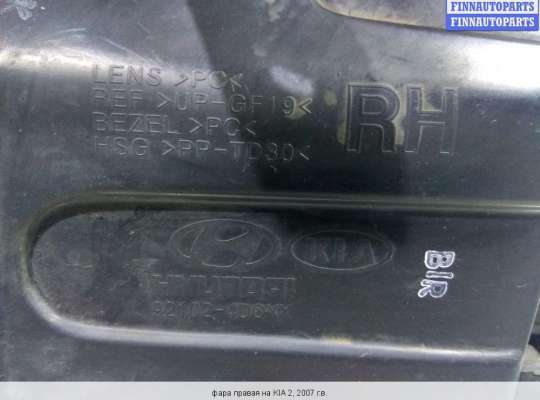 FINNAUTOPARTS
FINNAUTOPARTS
FINNAUTOPARTS
LENS >PC<
REF >UP-GF19<
BEZEL >PC<
HSG >PP-TD30<
RH
KIA
B/R
фара правая на KIA 2, 2007 г.в.